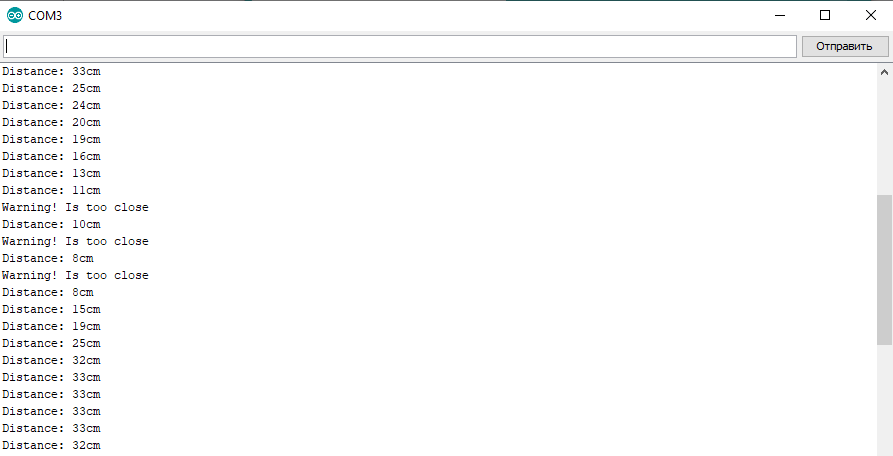 COM3
Отправить
Distance: 33cm
Distance: 25cm
Distance: 24cm
Distance: 20cm
Distance: 19cm
Distance: 16cm
Distance: 13cm
Distance: 11cm
Warning! Is too close
Distance: 10cm
Warning! Is too close
Distance: 8cm
Warning! Is too close
Distance: 8cm
Distance: 15cm
Distance: 19cm
Distance: 25cm
Distance: 32cm
Distance: 33cm
Distance: 33cm
Distance: 33cm
Distance: 33cm
Distance: 32cm